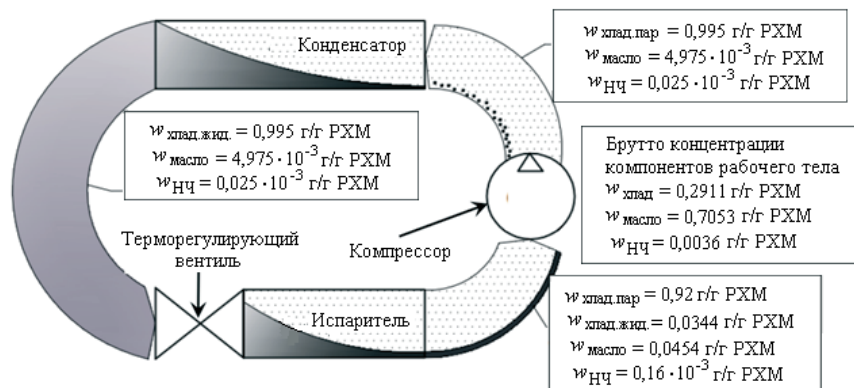 Конденсатор
w хлад.пар = 0,995 г/г РХМ
w масло = 4,975·10⁻³ г/г РХМ
w НЧ = 0,025·10⁻³ г/г РХМ
w хлад.жид. = 0,995 г/г РХМ
w масло = 4,975·10⁻³ г/г РХМ
w НЧ = 0,025·10⁻³ г/г РХМ
Брутто концентрации
компонентов рабочего тела
w хлад = 0,2911 г/г РХМ
w масло = 0,7053 г/г РХМ
w НЧ = 0,0036 г/г РХМ
Терморегулирующий
вентиль
Компрессор
Испаритель
w хлад.пар = 0,92 г/г РХМ
w хлад.жид. = 0,0344 г/г РХМ
w масло = 0,0454 г/г РХМ
w НЧ = 0,16·10⁻³ г/г РХМ